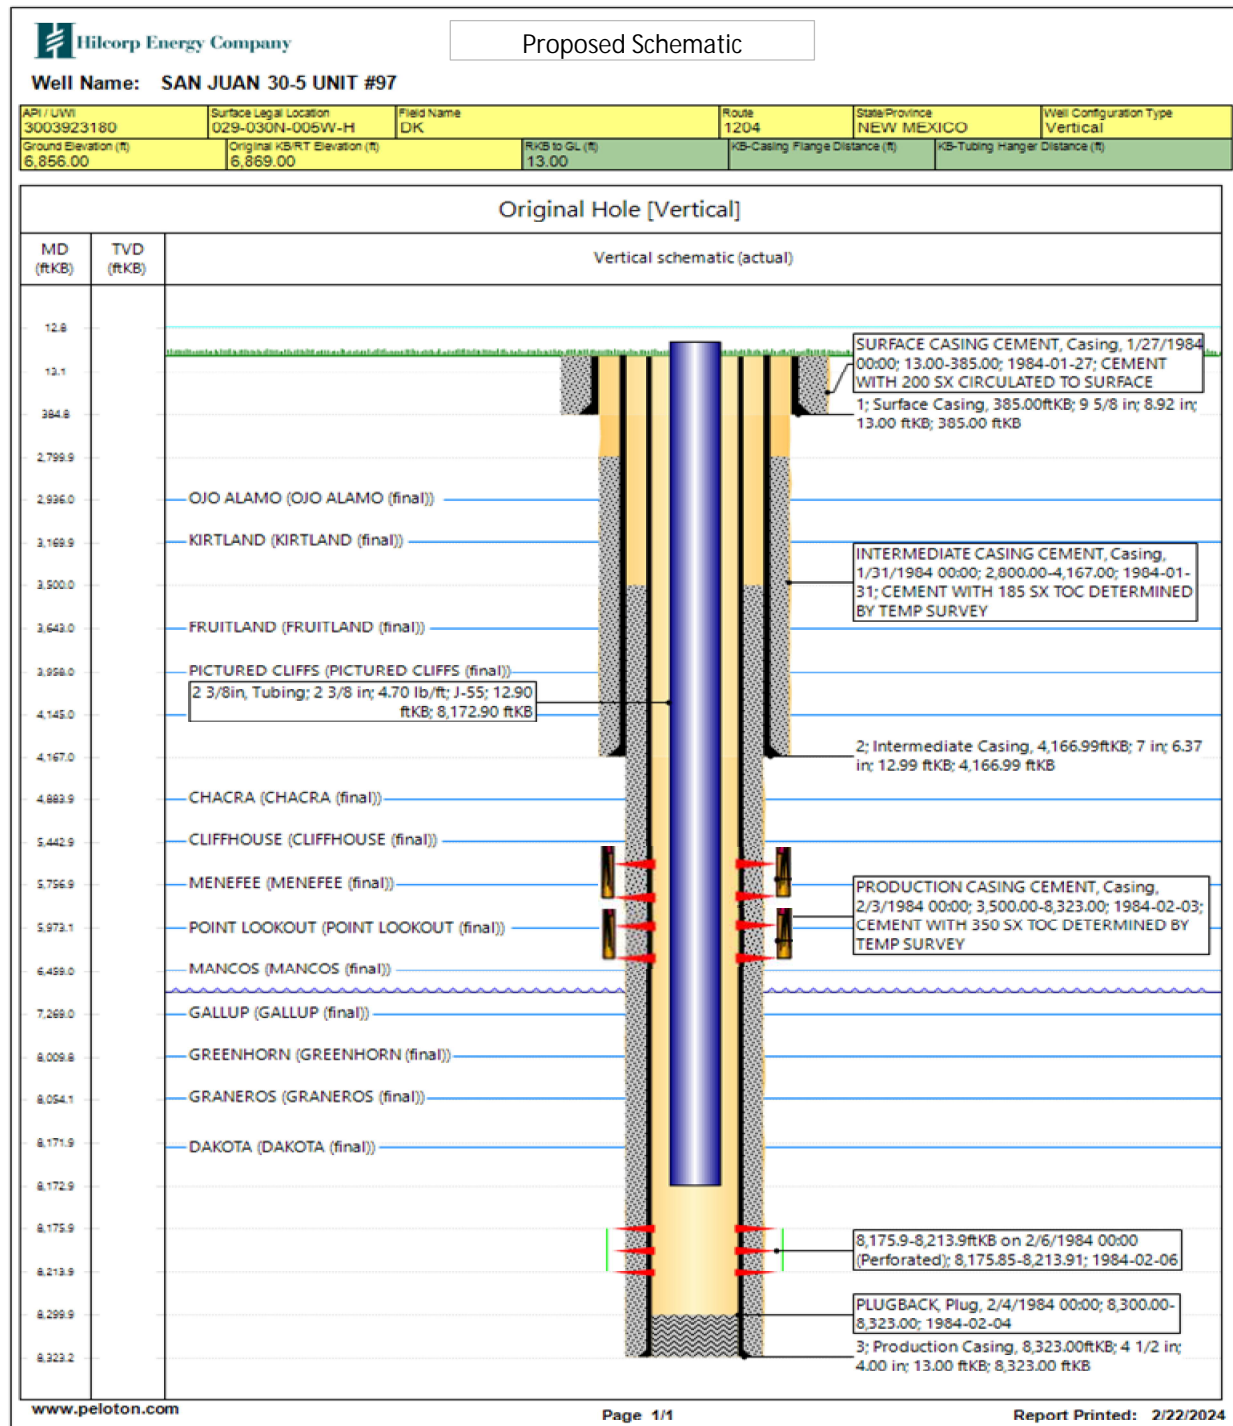 Hilcorp Energy Company
Proposed Schematic
Well Name: SAN JUAN 30-5 UNIT #97
API / UWI
3003923180
Surface Legal Location
029-030N-005W-H
Field Name
DK
Route
1204
State/Province
NEW MEXICO
Well Configuration Type
Vertical
Ground Elevation (ft)
6,856.00
Original KB/RT Elevation (ft)
6,869.00
RKB to GL (ft)
13.00
KB-Casing Flange Distance (ft)
KB-Tubing Hanger Distance (ft)
Original Hole [Vertical]
MD
(ftKB)
TVD
(ftKB)
Vertical schematic (actual)
12.8
SURFACE CASING CEMENT, Casing, 1/27/1984
00:00; 13.00-385.00; 1984-01-27; CEMENT
WITH 200 SX CIRCULATED TO SURFACE
13.1
1; Surface Casing, 385.00ftKB; 9 5/8 in; 8.92 in;
13.00 ftKB; 385.00 ftKB
384.8
2,799.9
2,936.0
OJO ALAMO (OJO ALAMO (final))
3,169.9
KIRTLAND (KIRTLAND (final))
INTERMEDIATE CASING CEMENT, Casing,
1/31/1984 00:00; 2,800.00-4,167.00; 1984-01-
31; CEMENT WITH 185 SX TOC DETERMINED
BY TEMP SURVEY
3,500.0
3,643.0
FRUITLAND (FRUITLAND (final))
3,958.0
PICTURED CLIFFS (PICTURED CLIFFS (final))
2 3/8in, Tubing; 2 3/8 in; 4.70 lb/ft; J-55; 12.90
ftKB; 8,172.90 ftKB
4,145.0
2; Intermediate Casing, 4,166.99ftKB; 7 in; 6.37
in; 12.99 ftKB; 4,166.99 ftKB
4,167.0
4,883.9
CHACRA (CHACRA (final))
5,442.9
CLIFFHOUSE (CLIFFHOUSE (final))
5,756.9
MENEFEE (MENEFEE (final))
PRODUCTION CASING CEMENT, Casing,
2/3/1984 00:00; 3,500.00-8,323.00; 1984-02-03;
CEMENT WITH 350 SX TOC DETERMINED BY
TEMP SURVEY
5,973.1
POINT LOOKOUT (POINT LOOKOUT (final))
6,459.0
MANCOS (MANCOS (final))
7,269.0
GALLUP (GALLUP (final))
8,009.8
GREENHORN (GREENHORN (final))
8,054.1
GRANEROS (GRANEROS (final))
8,171.9
DAKOTA (DAKOTA (final))
8,172.9
8,175.9
8,175.9-8,213.9ftKB on 2/6/1984 00:00
(Perforated); 8,175.85-8,213.91; 1984-02-06
8,213.9
PLUGBACK, Plug, 2/4/1984 00:00; 8,300.00-
8,323.00; 1984-02-04
8,299.9
3; Production Casing, 8,323.00ftKB; 4 1/2 in;
4.00 in; 13.00 ftKB; 8,323.00 ftKB
8,323.2
www.peloton.com
Page 1/1
Report Printed: 2/22/2024